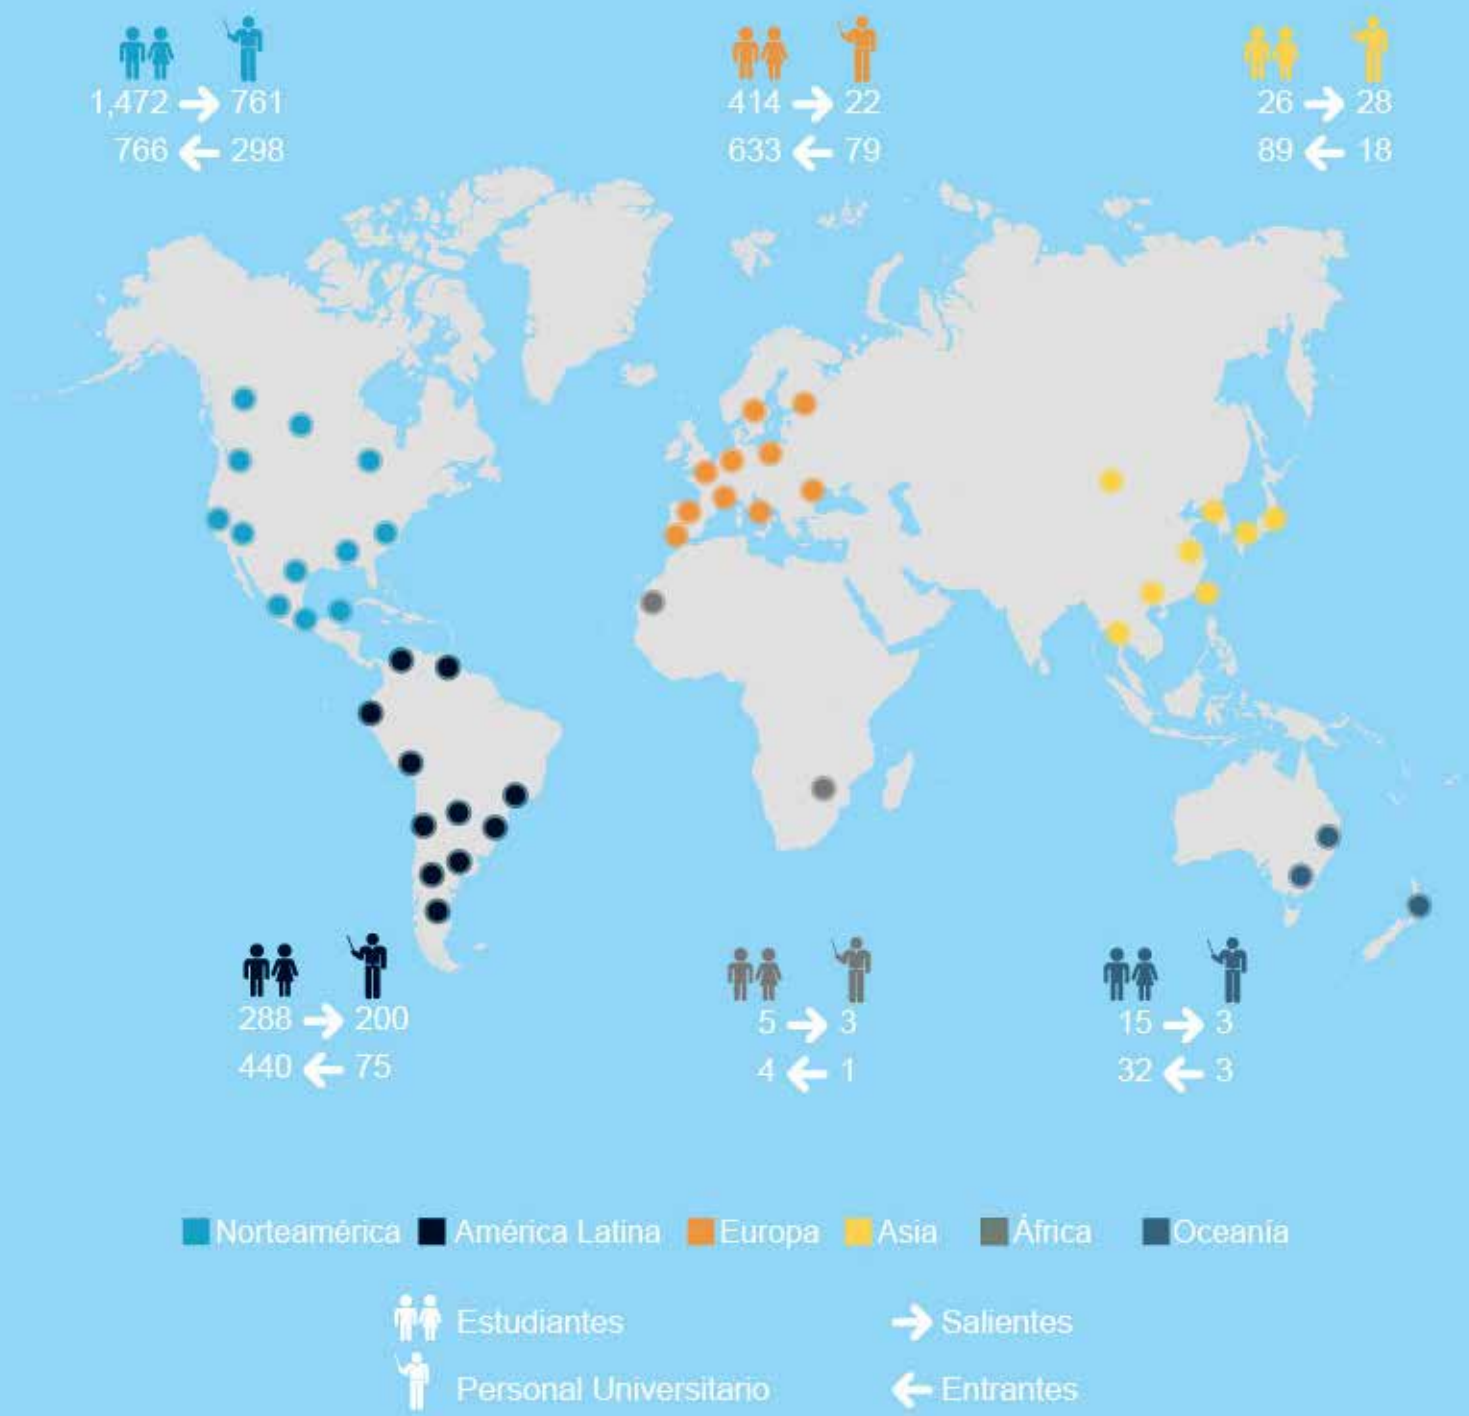 1,472 → 761
766 ← 298
414 → 22
633 ← 79
26 → 28
89 ← 18
288 → 200
440 ← 75
5 → 3
4 ← 1
15 → 3
32 ← 3
Norteamérica América Latina Europa Asia África Oceanía
Estudiantes → Salientes
Personal Universitario ← Entrantes